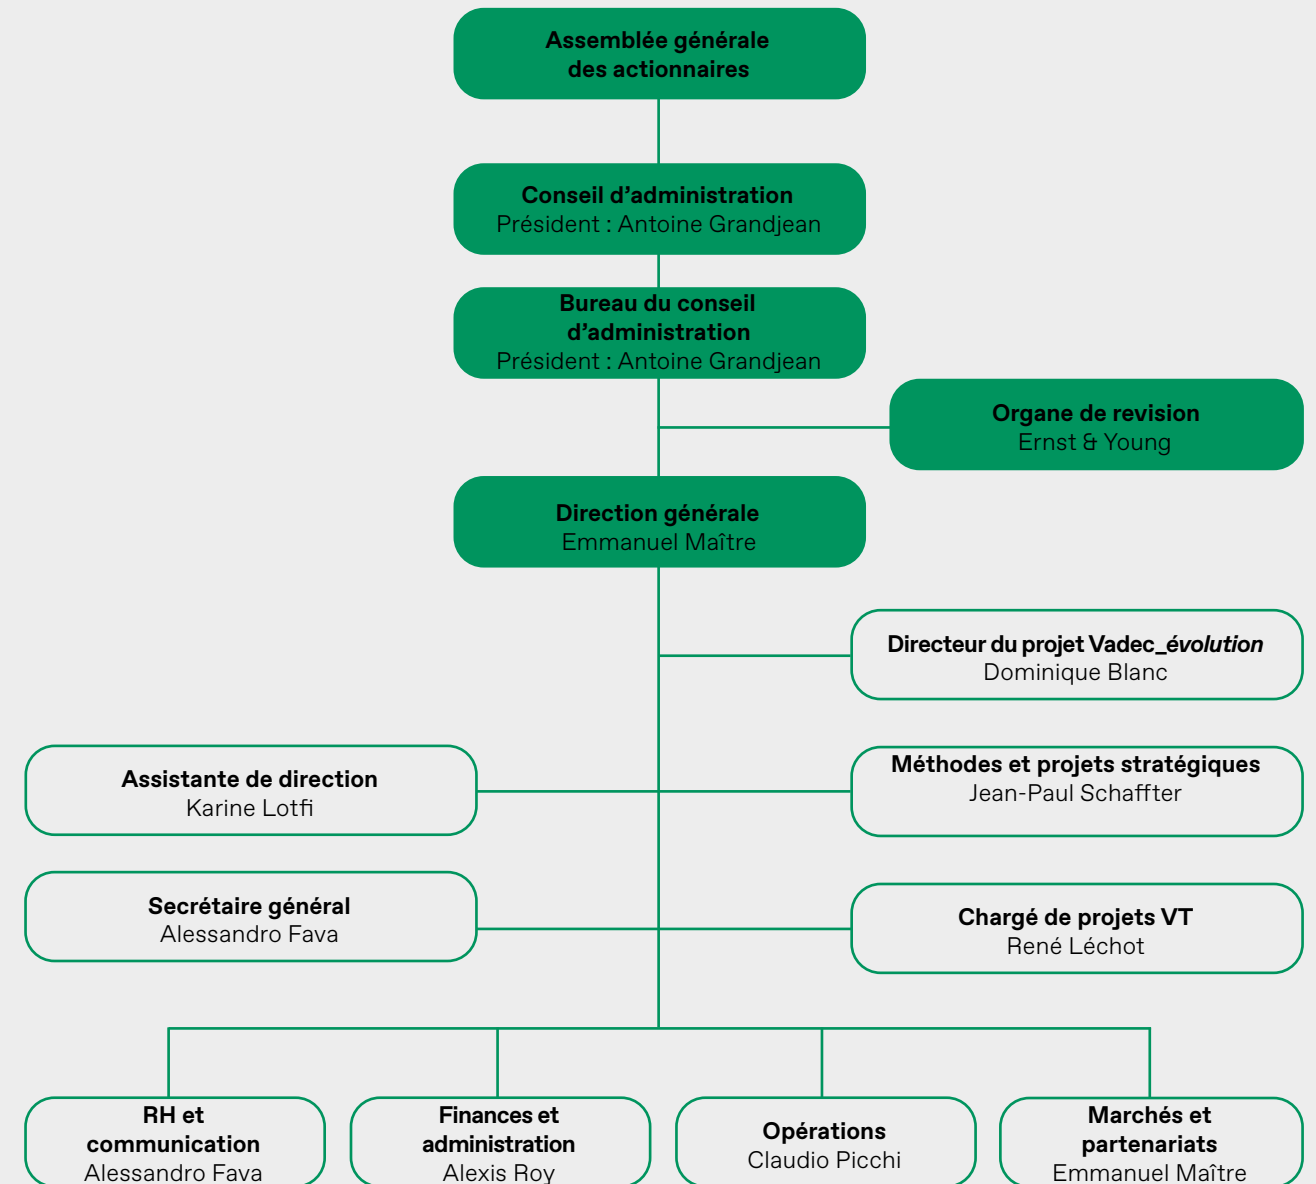 Assemblée générale
des actionnaires
Conseil d’administration
Président : Antoine Grandjean
Bureau du conseil
d’administration
Président : Antoine Grandjean
Organe de revision
Ernst & Young
Direction générale
Emmanuel Maître
Directeur du projet Vadec_évolution
Dominique Blanc
Assistante de direction
Karine Lotfi
Méthodes et projets stratégiques
Jean-Paul Schaffter
Secrétaire général
Alessandro Fava
Chargé de projets VT
René Léchot
RH et
communication
Alessandro Fava
Finances et
administration
Alexis Roy
Opérations
Claudio Picchi
Marchés et
partenariats
Emmanuel Maître